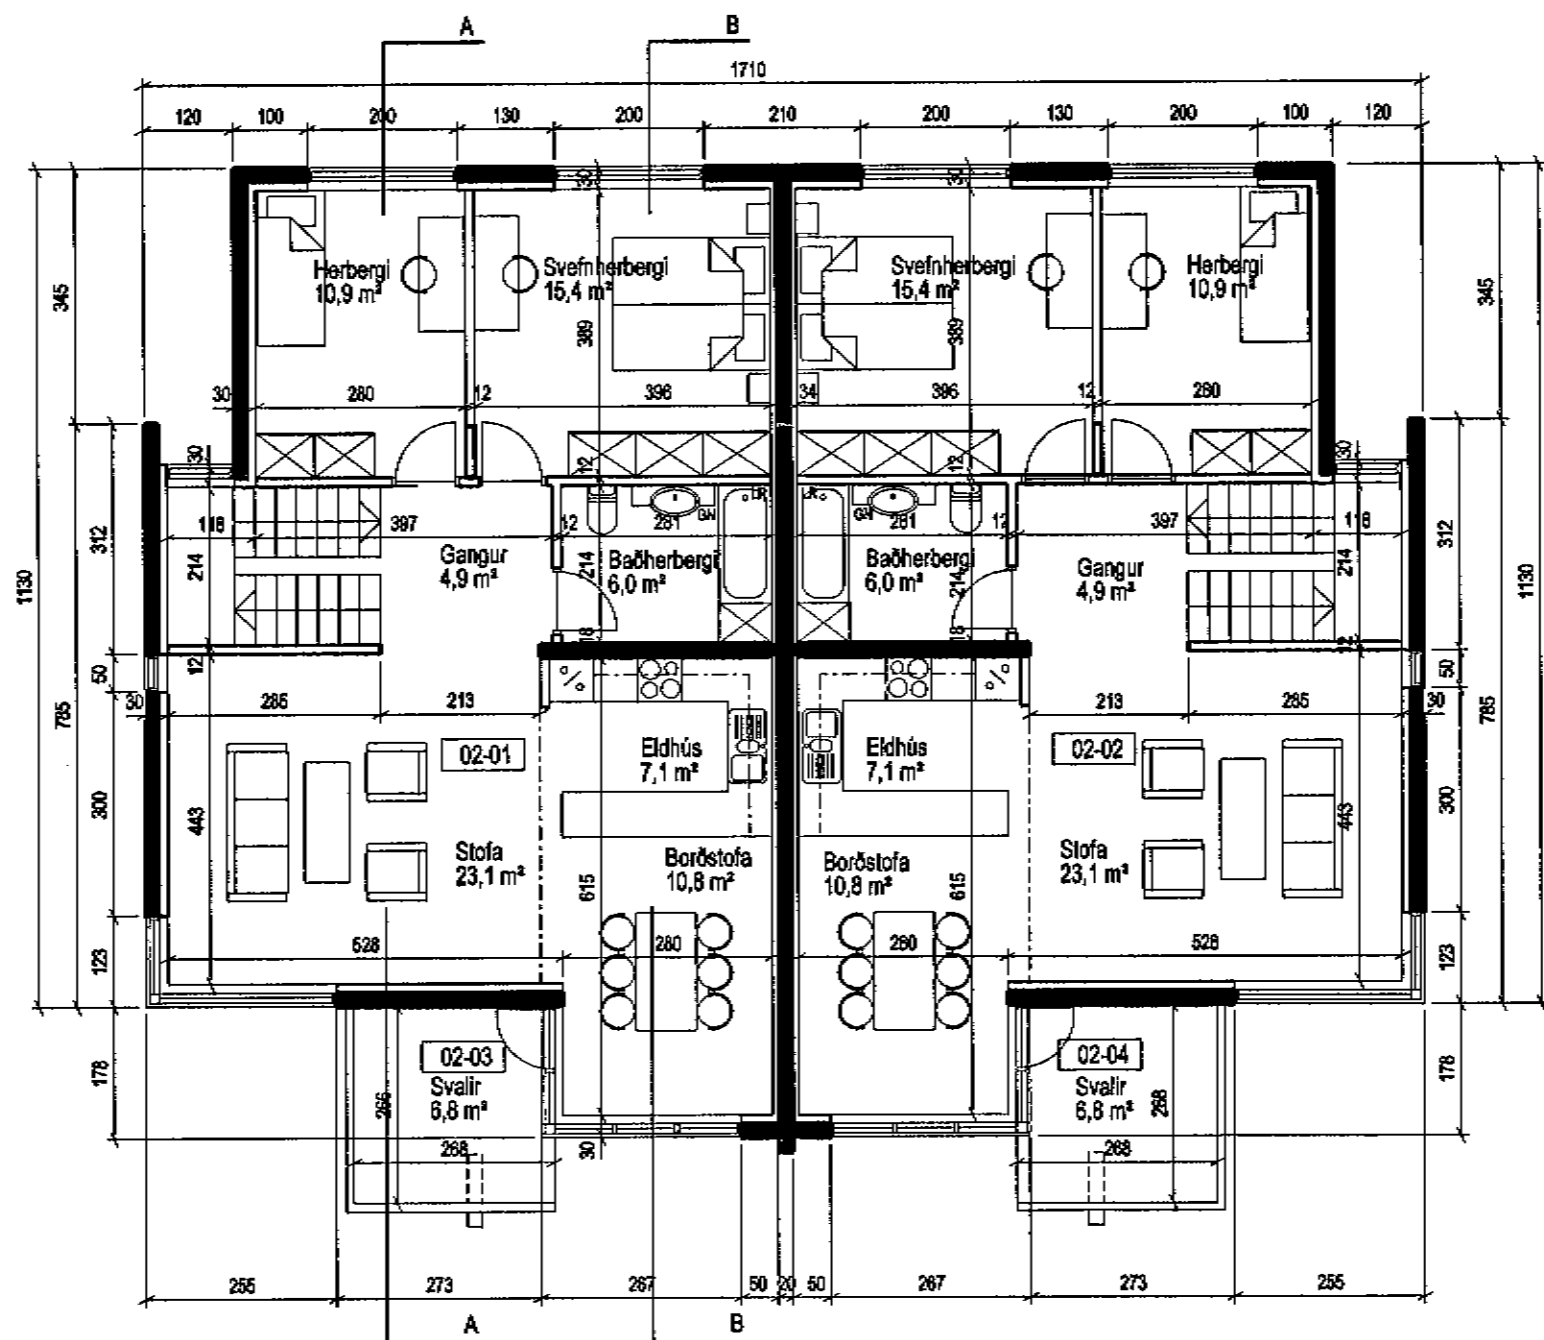 A B
1710
120 100 200 130 200 210 200 130 200 100 120
30 30
Herbergi
10,9 m²
Svefnherbergi
15,4 m²
Svefnherbergi
15,4 m²
Herbergi
10,9 m²
345 389 389 345
30 280 12 396 34 396 12 280
30 12 12 30
118 397 12 281 281 12 397 118
GN GN
312 214 214 214 214 312
Gangur
4,9 m²
Baðherbergi
6,0 m²
Baðherbergi
6,0 m²
Gangur
4,9 m²
1130 1130
18 18
50 12 12 50
30 285 213 213 285 30
785 785
02-01 02-02
Eldhús
7,1 m²
Eldhús
7,1 m²
300 443 443 300
Stofa
23,1 m²
Borðstofa
10,8 m²
Borðstofa
10,8 m²
Stofa
23,1 m²
615 615
123 528 280 280 528 123
02-03 02-04
Svalir
6,8 m²
Svalir
6,8 m²
178 266 268 178
30
268 268
255 273 267 50 20 50 267 273 255
A B